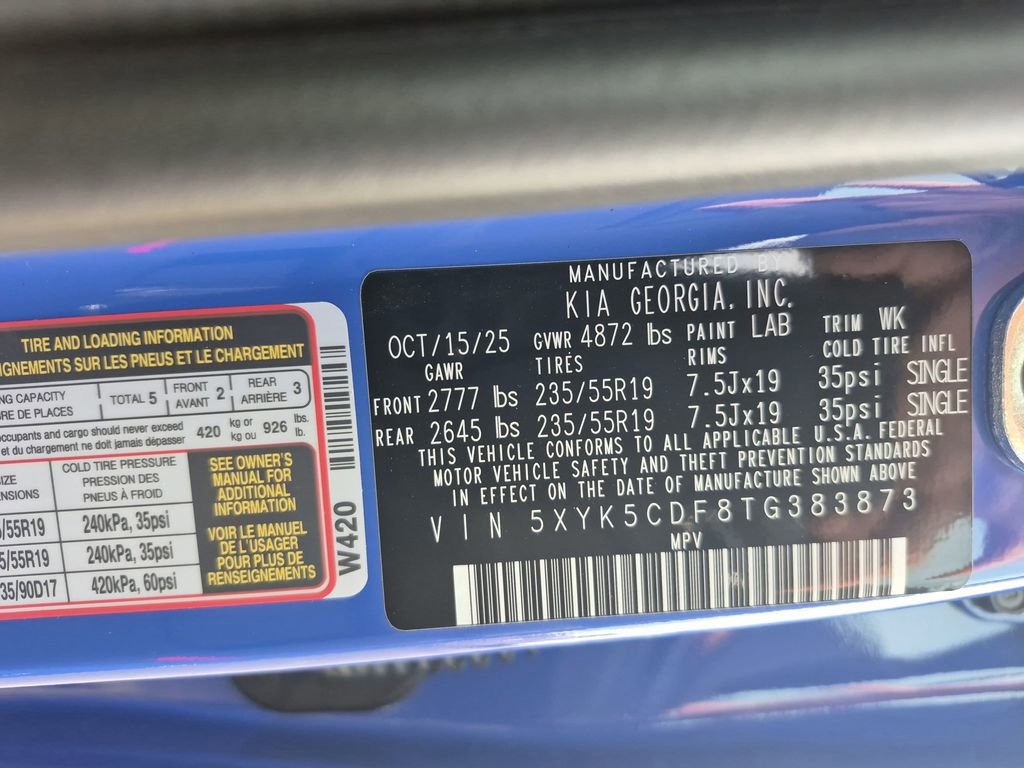 TIRE AND LOADING INFORMATION
SUR LES PNEUS ET LE CHARGEMENT
CAPACITY TOTAL 5 FRONT AVANT 2 REAR ARRIÈRE 3
DE PLACES
occupants and cargo should never exceed 420 kg or kg ou 926 lbs. lb.
et du chargement ne doit jamais dépasser
SIZE COLD TIRE PRESSURE
PRESSION DES
PNEUS À FROID
/55R19 240kPa, 35psi
5/55R19 240kPa, 35psi
35/90D17 420kPa, 60psi
SEE OWNER'S
MANUAL FOR
ADDITIONAL
INFORMATION
VOIR LE MANUEL
DE L'USAGER
POUR PLUS DE
RENSEIGNEMENTS
W420
MANUFACTURED BY
KIA GEORGIA, INC.
OCT/15/25 GVWR 4872 lbs PAINT LAB TRIM WK
GAWR TIRES RIMS COLD TIRE INFL
FRONT 2777 lbs 235/55R19 7.5Jx19 35psi SINGLE
REAR 2645 lbs 235/55R19 7.5Jx19 35psi SINGLE
THIS VEHICLE CONFORMS TO ALL APPLICABLE U.S.A. FEDERAL
MOTOR VEHICLE SAFETY AND THEFT PREVENTION STANDARDS
IN EFFECT ON THE DATE OF MANUFACTURE SHOWN ABOVE
VIN 5XYK5CDF8TG383873
MPV